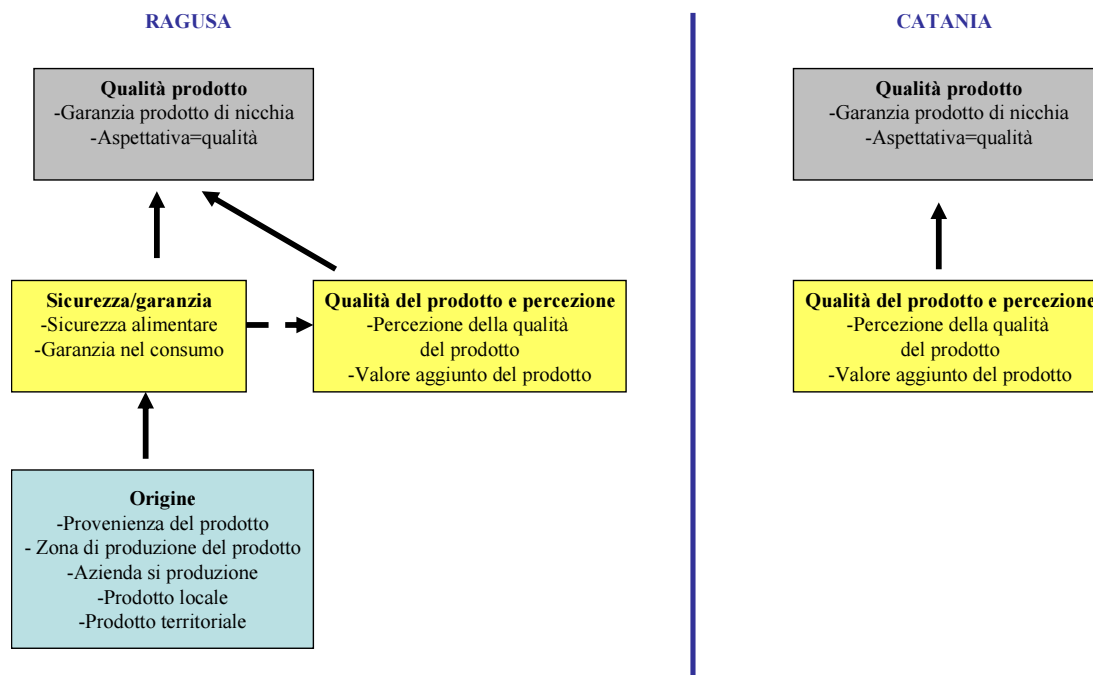 RAGUSA
Qualità prodotto
-Garanzia prodotto di nicchia
-Aspettativa=qualità
Sicurezza/garanzia
-Sicurezza alimentare
-Garanzia nel consumo
Qualità del prodotto e percezione
-Percezione della qualità
del prodotto
-Valore aggiunto del prodotto
Origine
-Provenienza del prodotto
- Zona di produzione del prodotto
-Azienda si produzione
-Prodotto locale
-Prodotto territoriale
CATANIA
Qualità prodotto
-Garanzia prodotto di nicchia
-Aspettativa=qualità
Qualità del prodotto e percezione
-Percezione della qualità
del prodotto
-Valore aggiunto del prodotto